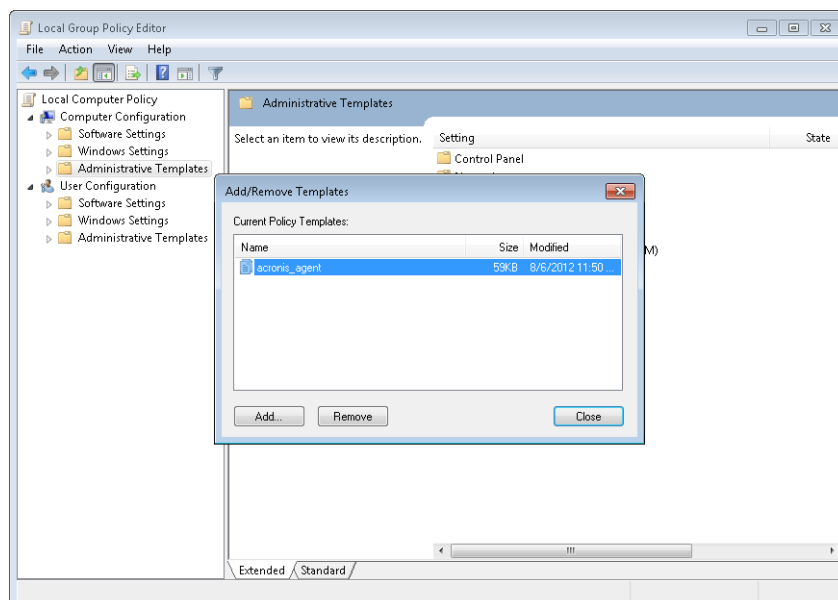 Local Group Policy Editor
File Action View Help
Local Computer Policy
Computer Configuration
Software Settings
Windows Settings
Administrative Templates
User Configuration
Software Settings
Windows Settings
Administrative Templates
Administrative Templates
Select an item to view its description.
Setting State
Control Panel
M)
Add/Remove Templates
Current Policy Templates:
Name Size Modified
acronis_agent 59KB 8/6/2012 11:50 ...
Add... Remove Close
Extended Standard